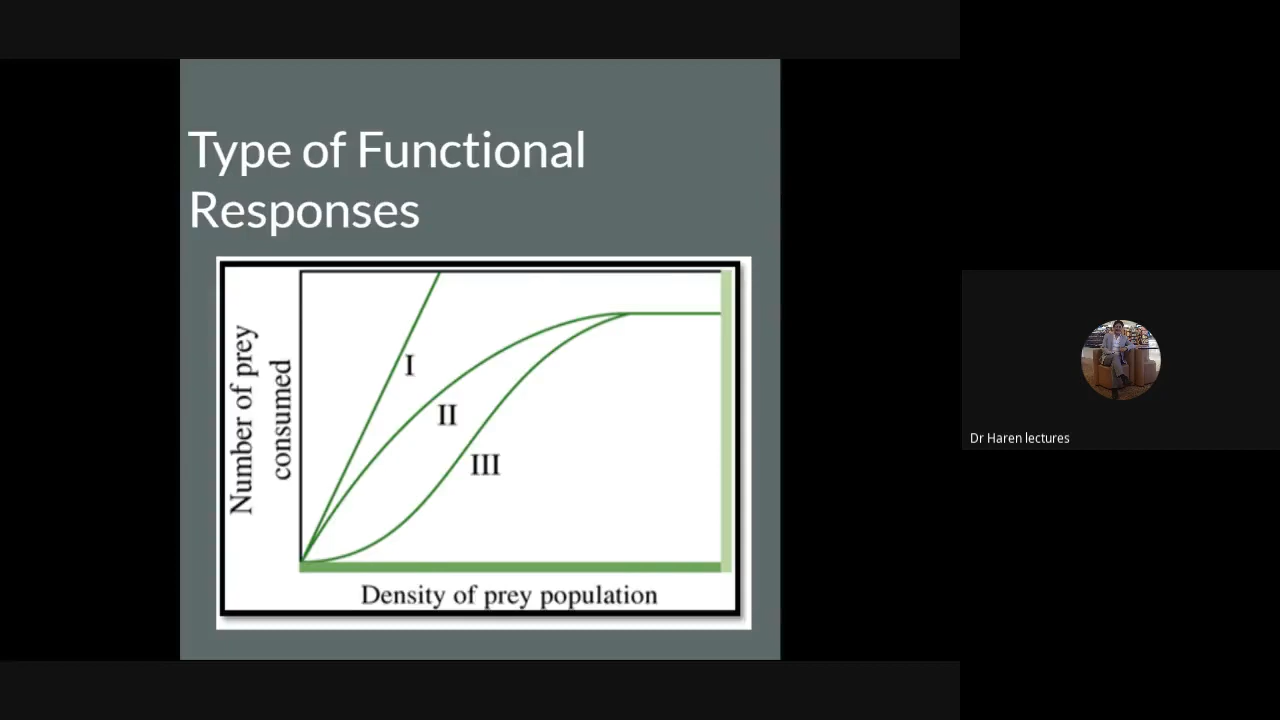 Type of Functional
Responses
Number of prey
consumed
I
II
III
Density of prey population
Dr Haren lectures